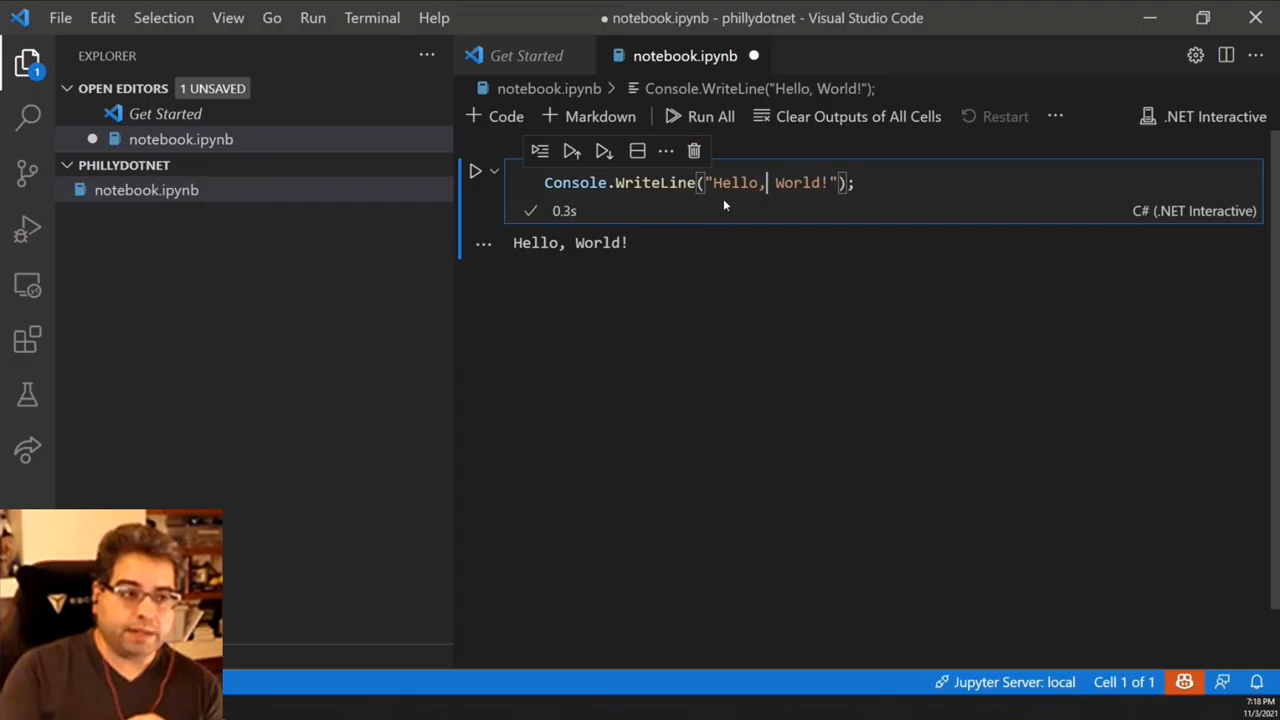 File Edit Selection View Go Run Terminal Help
● notebook.ipynb - phillydotnet - Visual Studio Code
EXPLORER
1
OPEN EDITORS 1 UNSAVED
Get Started
notebook.ipynb
PHILLYDOTNET
notebook.ipynb
Get Started notebook.ipynb
notebook.ipynb > Console.WriteLine("Hello, World!");
+ Code + Markdown Run All Clear Outputs of All Cells Restart ... .NET Interactive
Console.WriteLine("Hello, World!");
✓ 0.3s C# (.NET Interactive)
... Hello, World!
Jupyter Server: local Cell 1 of 1
7:18 PM
11/3/2021